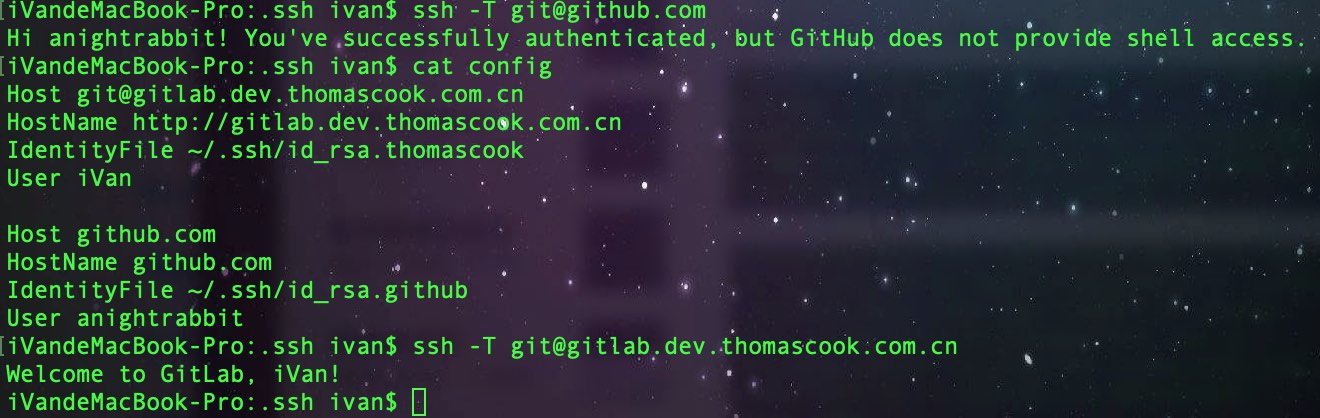 iVandeMacBook-Pro:.ssh ivan$ ssh -T git@github.com
Hi anightrabbit! You've successfully authenticated, but GitHub does not provide shell access.
[iVandeMacBook-Pro:.ssh ivan$ cat config
Host git@gitlab.dev.thomascook.com.cn
HostName http://gitlab.dev.thomascook.com.cn
IdentityFile ~/.ssh/id_rsa.thomascook
User iVan

Host github.com
HostName github.com
IdentityFile ~/.ssh/id_rsa.github
User anightrabbit
[iVandeMacBook-Pro:.ssh ivan$ ssh -T git@gitlab.dev.thomascook.com.cn
Welcome to GitLab, iVan!
iVandeMacBook-Pro:.ssh ivan$